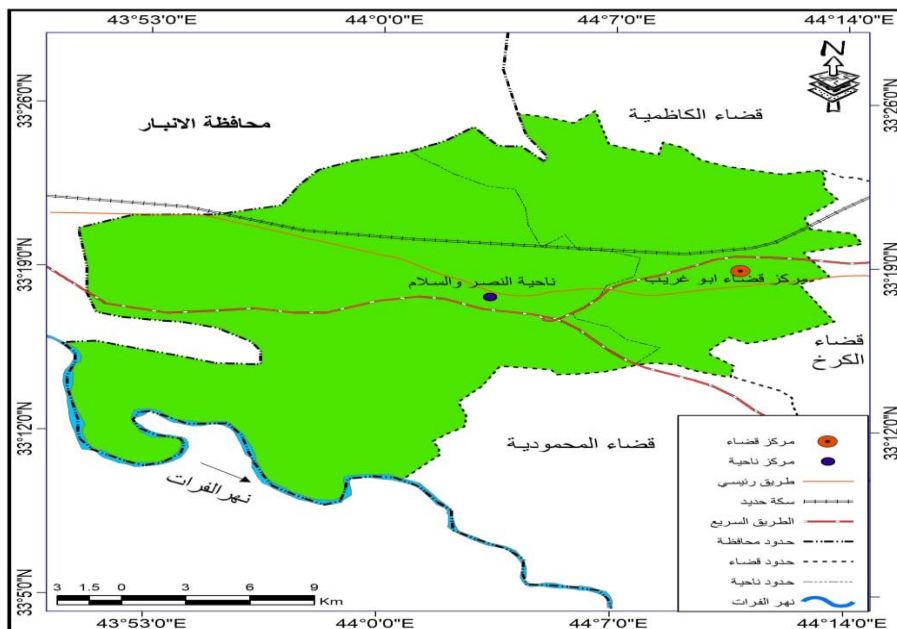 43°53'0"E
44°0'0"E
44°7'0"E
44°14'0"E
N
33°26'0"N
33°26'0"N
قضاء الكاظمية
محافظة الانبار
33°19'0"N
33°19'0"N
مركز قضاء ابو غريب
ناحية النصر والسلام
قضاء
الكرخ
33°12'0"N
33°12'0"N
قضاء المحمودية
نهر الفرات
مركز قضاء
مركز ناحية
طريق رئيسي
سكة حديد
الطريق السريع
حدود محافظة
حدود قضاء
حدود ناحية
نهر الفرات
33°5'0"N
33°5'0"N
3 1.5 0 3 6 9
Km
43°53'0"E
44°0'0"E
44°7'0"E
44°14'0"E